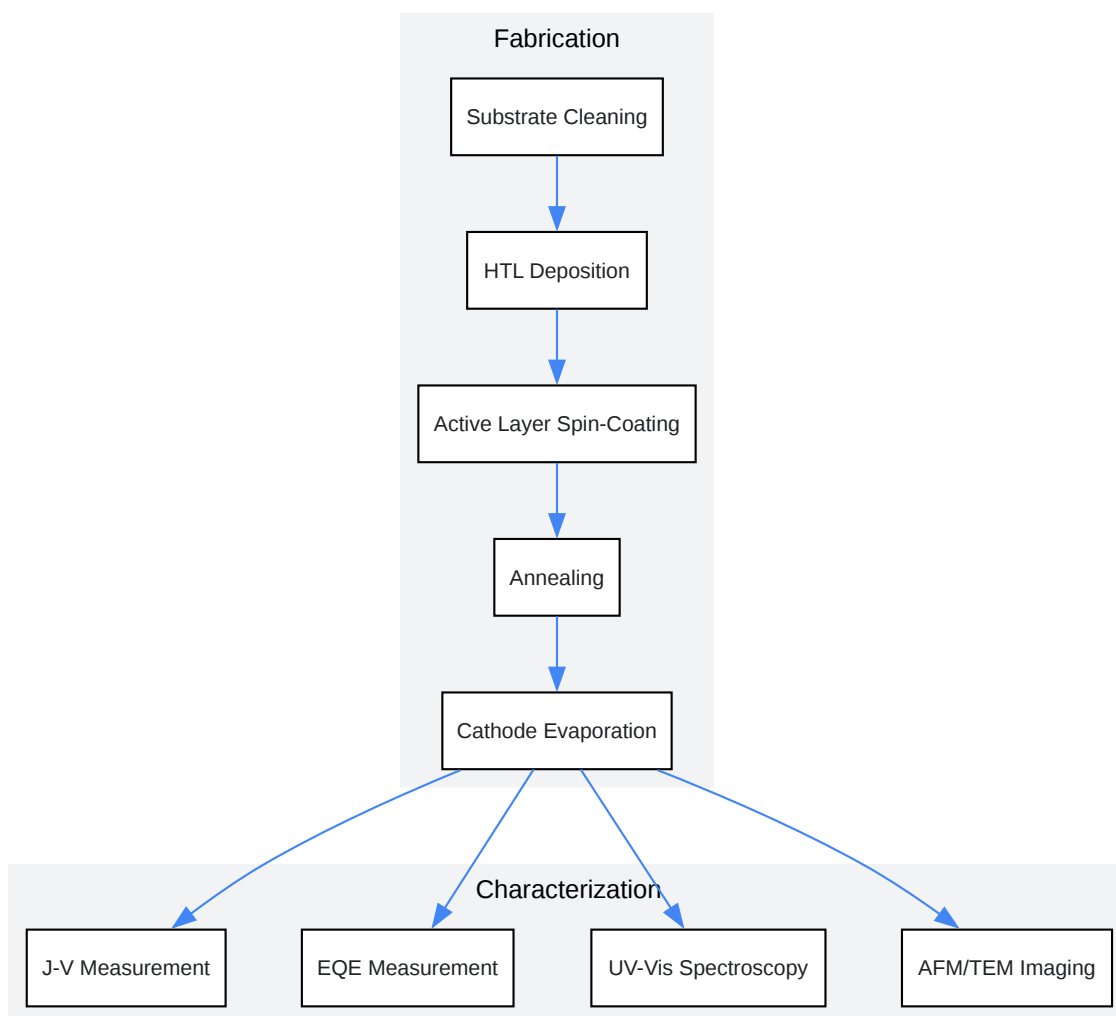 Fabrication
Substrate Cleaning
HTL Deposition
Active Layer Spin-Coating
Annealing
Cathode Evaporation
Characterization
J-V Measurement
EQE Measurement
UV-Vis Spectroscopy
AFM/TEM Imaging